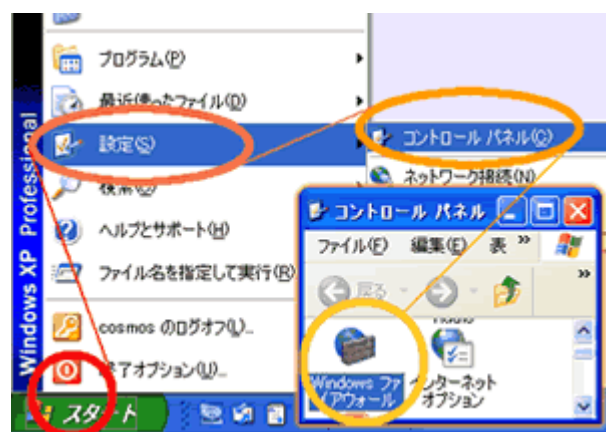 プログラム(P)
最近使ったファイル(D)
設定(S)
コントロール パネル(C)
検索(C)
ネットワーク接続(N)
ヘルプとサポート(H)
ファイル名を指定して実行(R)
cosmos のログオフ(L)...
終了オプション(U)...
Windows XP Professional
スタート
コントロール パネル
ファイル(F)
編集(E)
表
»
戻る
»
Windows ファ
イアウォール
インターネット
オプション